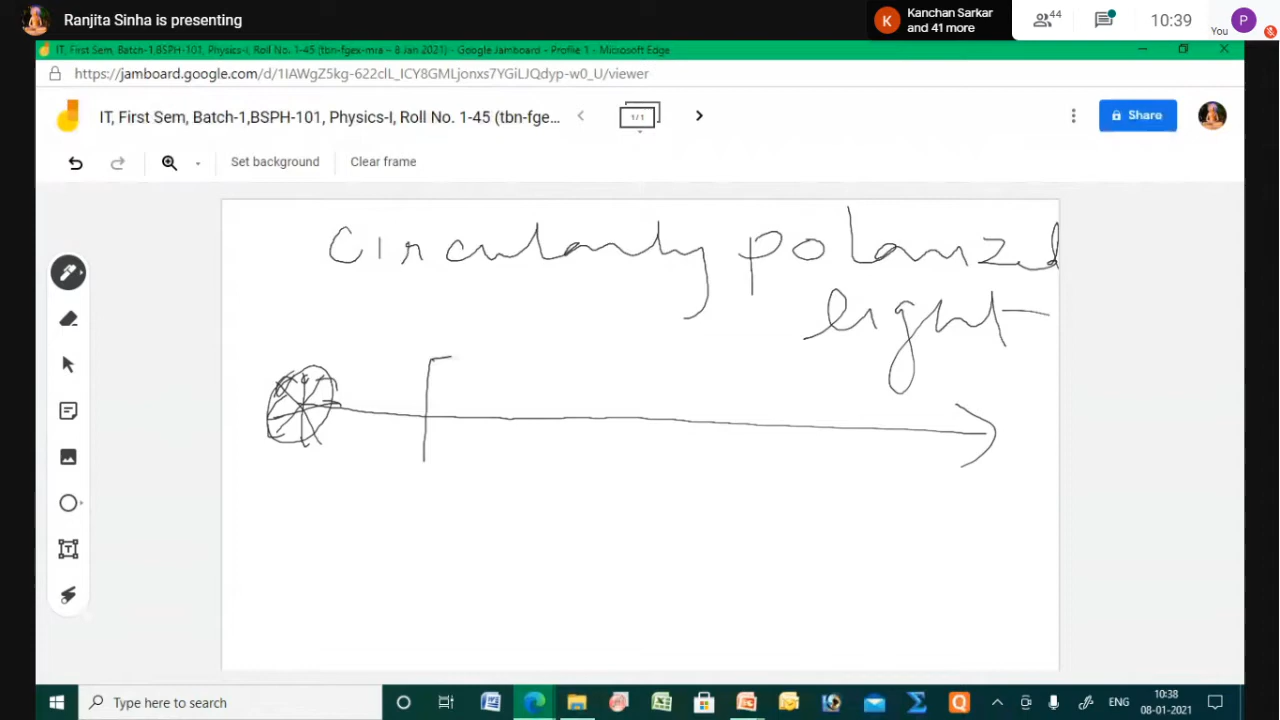 Ranjita Sinha is presenting
K
Kanchan Sarkar
and 41 more
44
10:39
P
You
IT, First Sem, Batch-1,BSPH-101, Physics-I, Roll No. 1-45 (tbn-fgex-mra – 8 Jan 2021) – Google Jamboard - Profile 1 - Microsoft Edge
https://jamboard.google.com/d/1IAWgZ5kg-622clL_ICY8GMLjonxs7YGiLJQdyp-w0_U/viewer
IT, First Sem, Batch-1,BSPH-101, Physics-I, Roll No. 1-45 (tbn-fge...
1/1
Share
Set background
Clear frame
Circularly polarized
light
Type here to search
ENG
10:38
08-01-2021